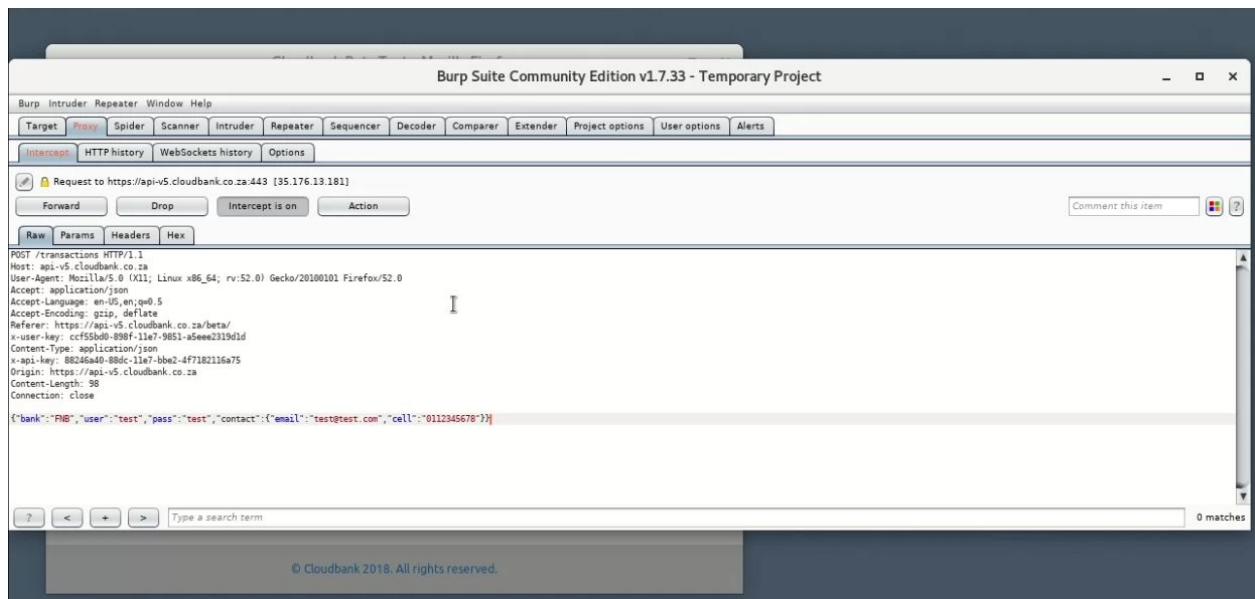 Burp Suite Community Edition v1.7.33 - Temporary Project
Burp Intruder Repeater Window Help
Target Proxy Spider Scanner Intruder Repeater Sequencer Decoder Comparer Extender Project options User options Alerts
Intercept HTTP history WebSockets history Options
Request to https://api-v5.cloudbank.co.za:443 [35.176.13.181]
Forward Drop Intercept is on Action Comment this item ?
Raw Params Headers Hex
POST /transactions HTTP/1.1
Host: api-v5.cloudbank.co.za
User-Agent: Mozilla/5.0 (X11; Linux x86_64; rv:52.0) Gecko/20100101 Firefox/52.0
Accept: application/json
Accept-Language: en-US,en;q=0.5
Accept-Encoding: gzip, deflate
Referer: https://api-v5.cloudbank.co.za/beta/
x-user-key: ccf55bd0-898f-11e7-9851-a5eee2319d1d
Content-Type: application/json
x-api-key: 88246a40-88dc-11e7-bbe2-4f7182116a75
Origin: https://api-v5.cloudbank.co.za
Content-Length: 98
Connection: close
{"bank":"FNB","user":"test","pass":"test","contact":{"email":"test@test.com","cell":"0112345678"}}
? < + > Type a search term 0 matches
© Cloudbank 2018. All rights reserved.